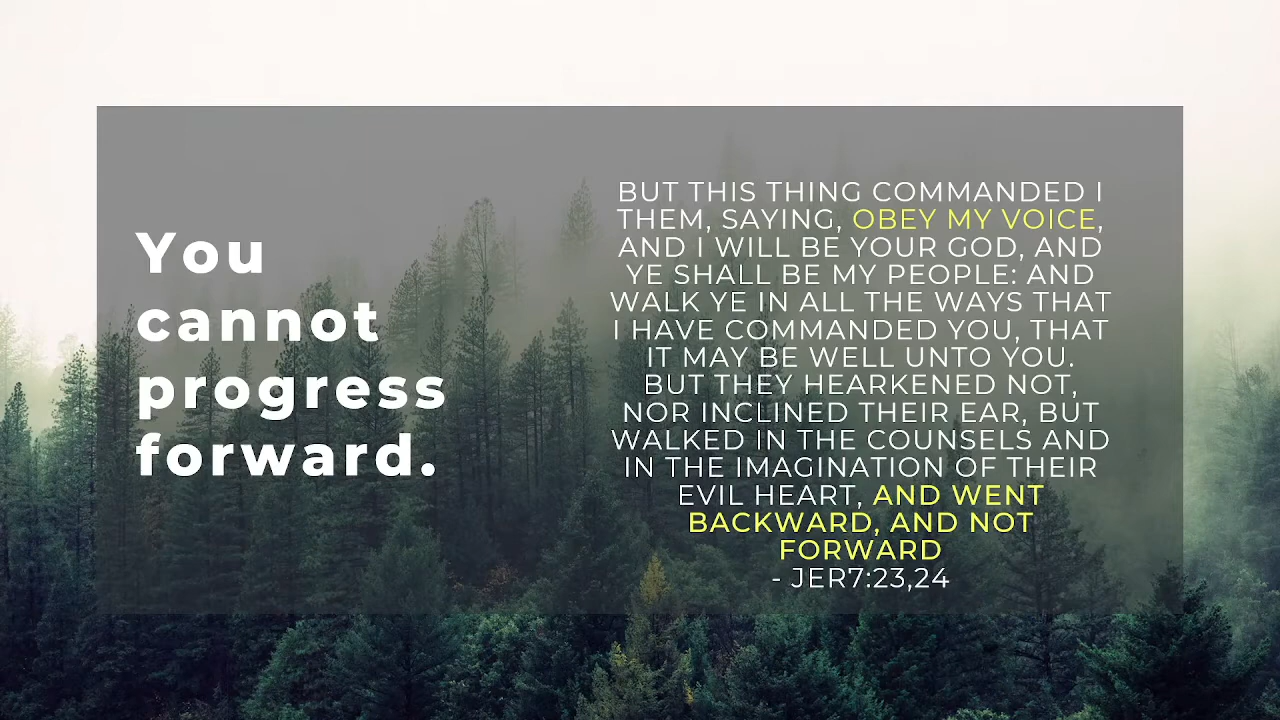 You
cannot
progress
forward.
BUT THIS THING COMMANDED I
THEM, SAYING, OBEY MY VOICE,
AND I WILL BE YOUR GOD, AND
YE SHALL BE MY PEOPLE: AND
WALK YE IN ALL THE WAYS THAT
I HAVE COMMANDED YOU, THAT
IT MAY BE WELL UNTO YOU.
BUT THEY HEARKENED NOT,
NOR INCLINED THEIR EAR, BUT
WALKED IN THE COUNSELS AND
IN THE IMAGINATION OF THEIR
EVIL HEART, AND WENT
BACKWARD, AND NOT
FORWARD
- JER7:23,24